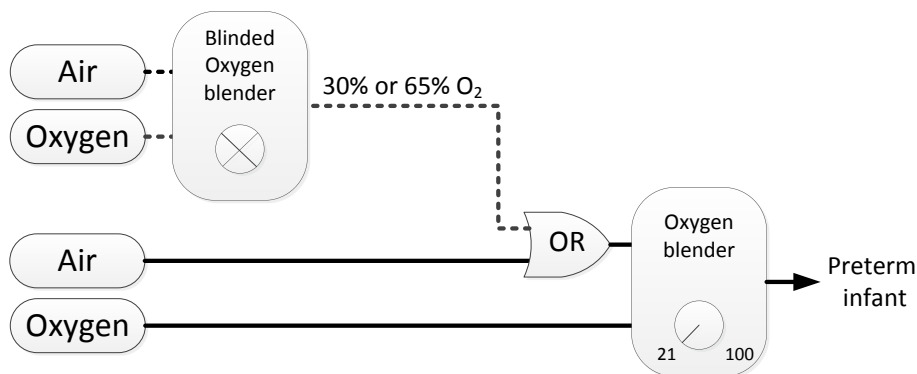 Air
Oxygen
Blinded
Oxygen
blender
30% or 65% O₂
Air
Oxygen
OR
Oxygen
blender
21
100
Preterm
infant